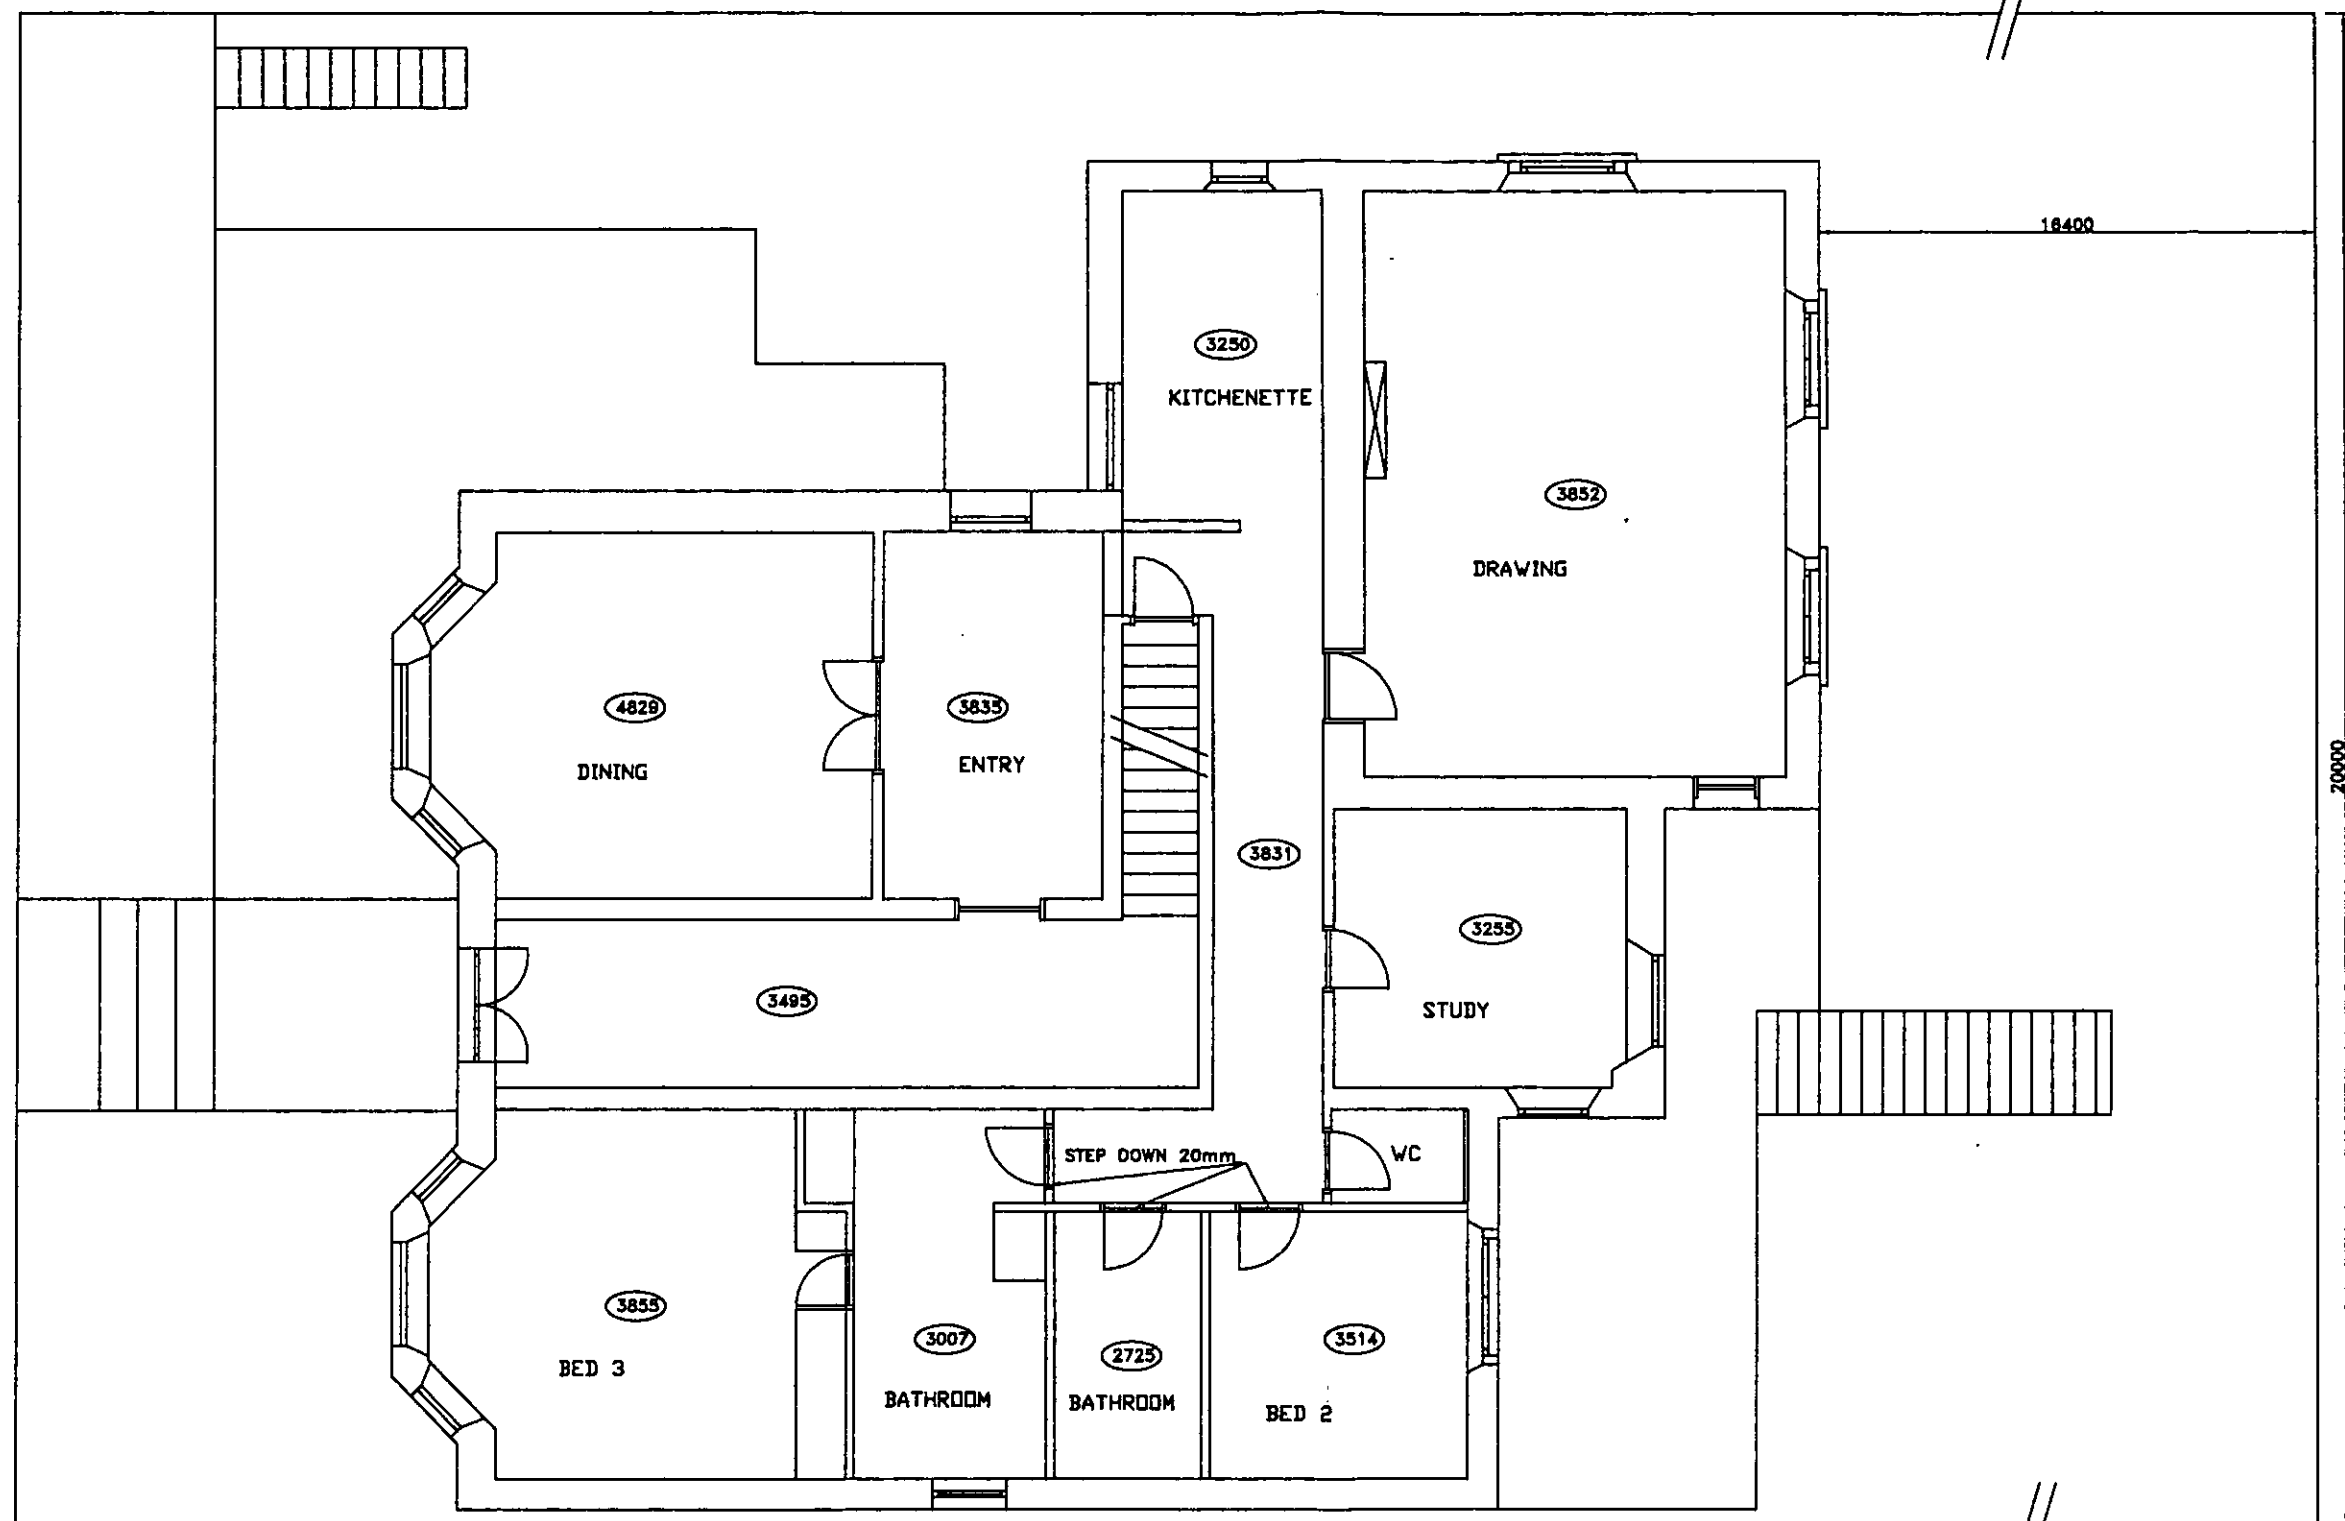 16400
3250
KITCHENETTE
3852
DRAWING
4829
DINING
3835
ENTRY
20000
3831
3255
STUDY
3495
STEP DOWN 20mm
WC
3855
BED 3
3007
BATHROOM
2725
BATHROOM
3514
BED 2